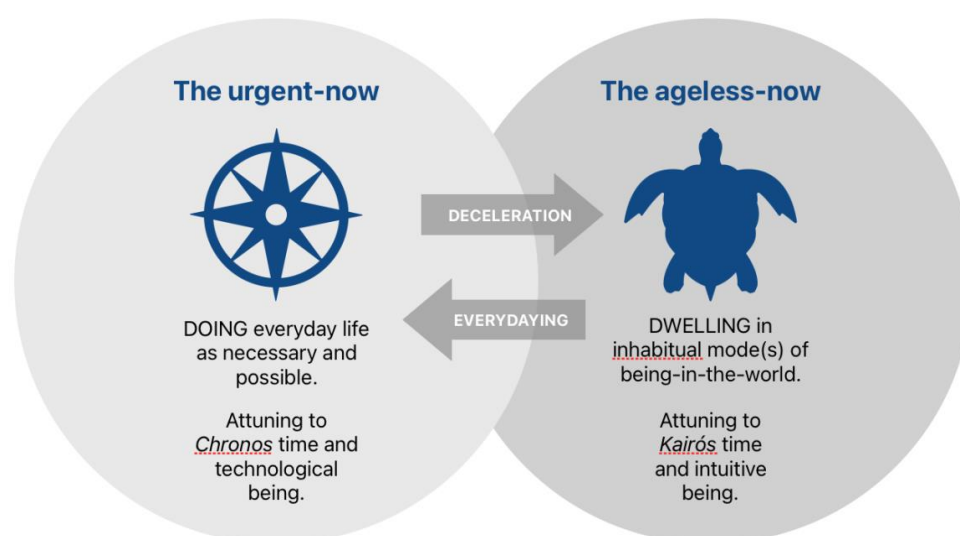 The urgent-now
DOING everyday life
as necessary and
possible.
Attuning to
Chronos time and
technological
being.
DECELERATION
EVERYDAYING
The ageless-now
DWELLING in
inhabitual mode(s) of
being-in-the-world.
Attuning to
Kairós time
and intuitive
being.